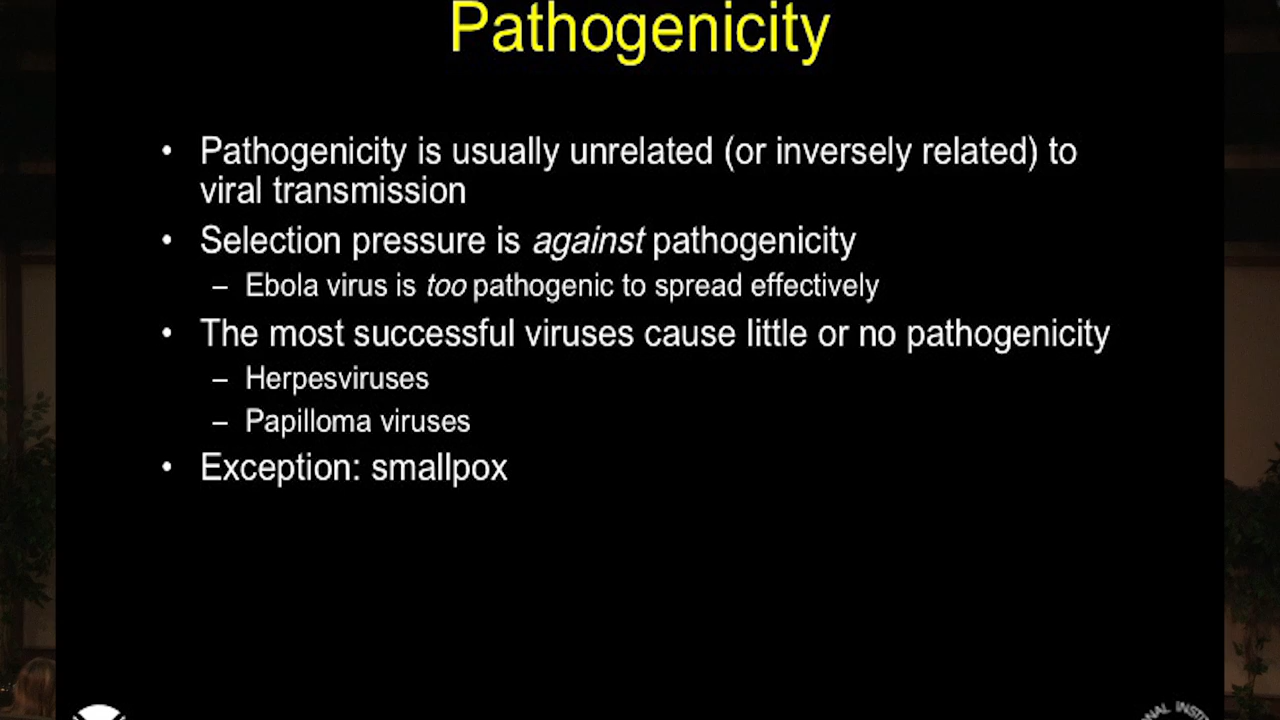 Pathogenicity
• Pathogenicity is usually unrelated (or inversely related) to
viral transmission
• Selection pressure is against pathogenicity
– Ebola virus is too pathogenic to spread effectively
• The most successful viruses cause little or no pathogenicity
– Herpesviruses
– Papilloma viruses
• Exception: smallpox